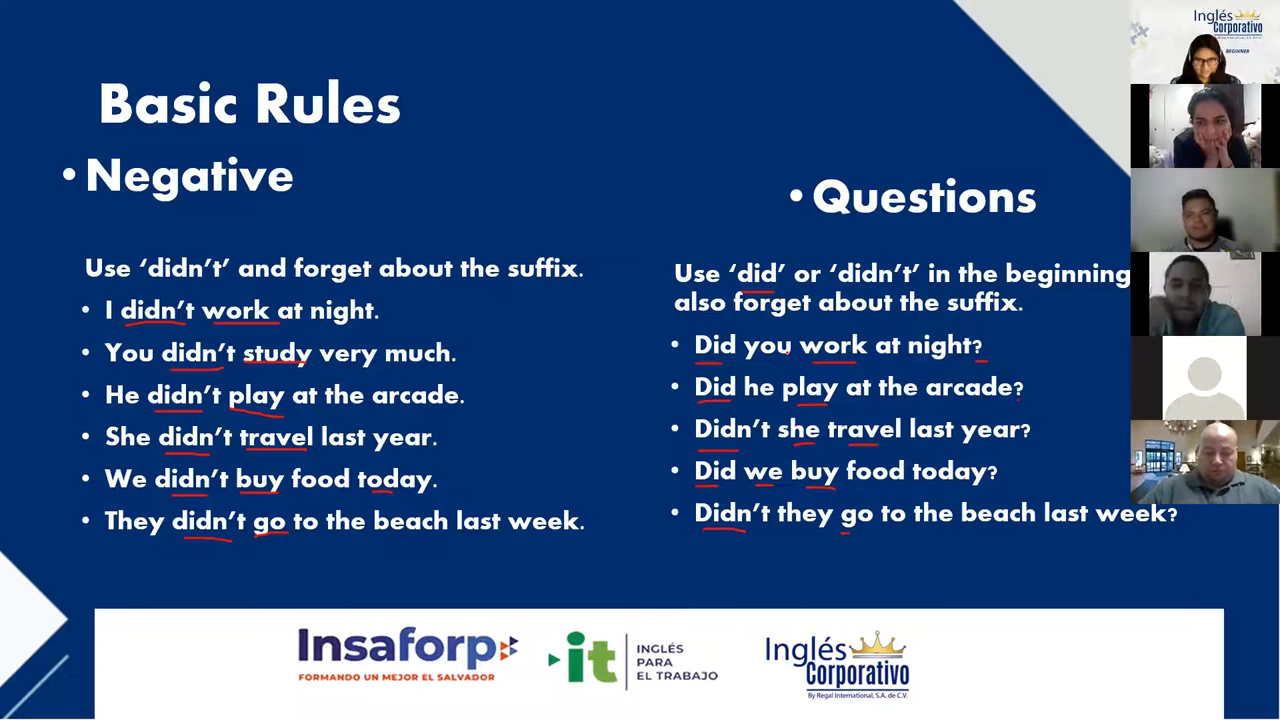 Basic Rules
• Negative
Use ‘didn’t’ and forget about the suffix.
• I didn’t work at night.
• You didn’t study very much.
• He didn’t play at the arcade.
• She didn’t travel last year.
• We didn’t buy food today.
• They didn’t go to the beach last week.
• Questions
Use ‘did’ or ‘didn’t’ in the beginning
also forget about the suffix.
• Did you work at night?
• Did he play at the arcade?
• Didn’t she travel last year?
• Did we buy food today?
• Didn’t they go to the beach last week?
Insaforp
FORMANDO UN MEJOR EL SALVADOR
it
INGLÉS
PARA
EL TRABAJO
Inglés
Corporativo
By Regal International, S.A. de C.V.
Inglés
Corporativo
BEGINNER